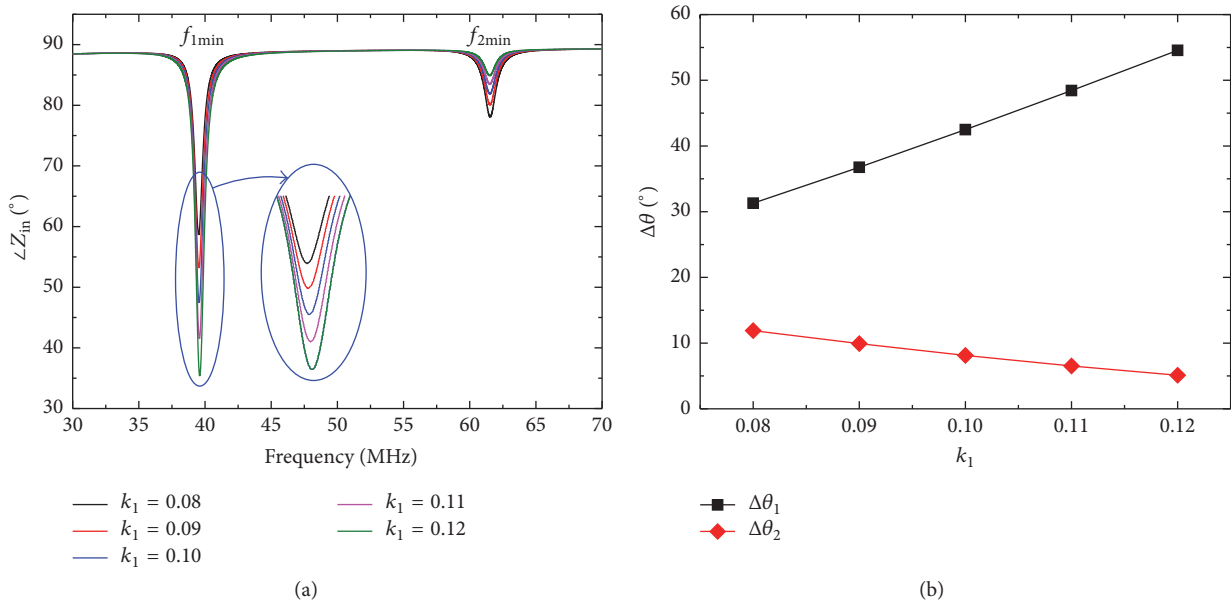 f1min
f2min
90
80
70
60
50
40
30
∠Zin (°)
30
35
40
45
50
55
60
65
70
Frequency (MHz)
k1 = 0.08
k1 = 0.09
k1 = 0.10
k1 = 0.11
k1 = 0.12
(a)
60
50
40
30
20
10
0
Δθ (°)
0.08
0.09
0.10
0.11
0.12
k1
Δθ1
Δθ2
(b)